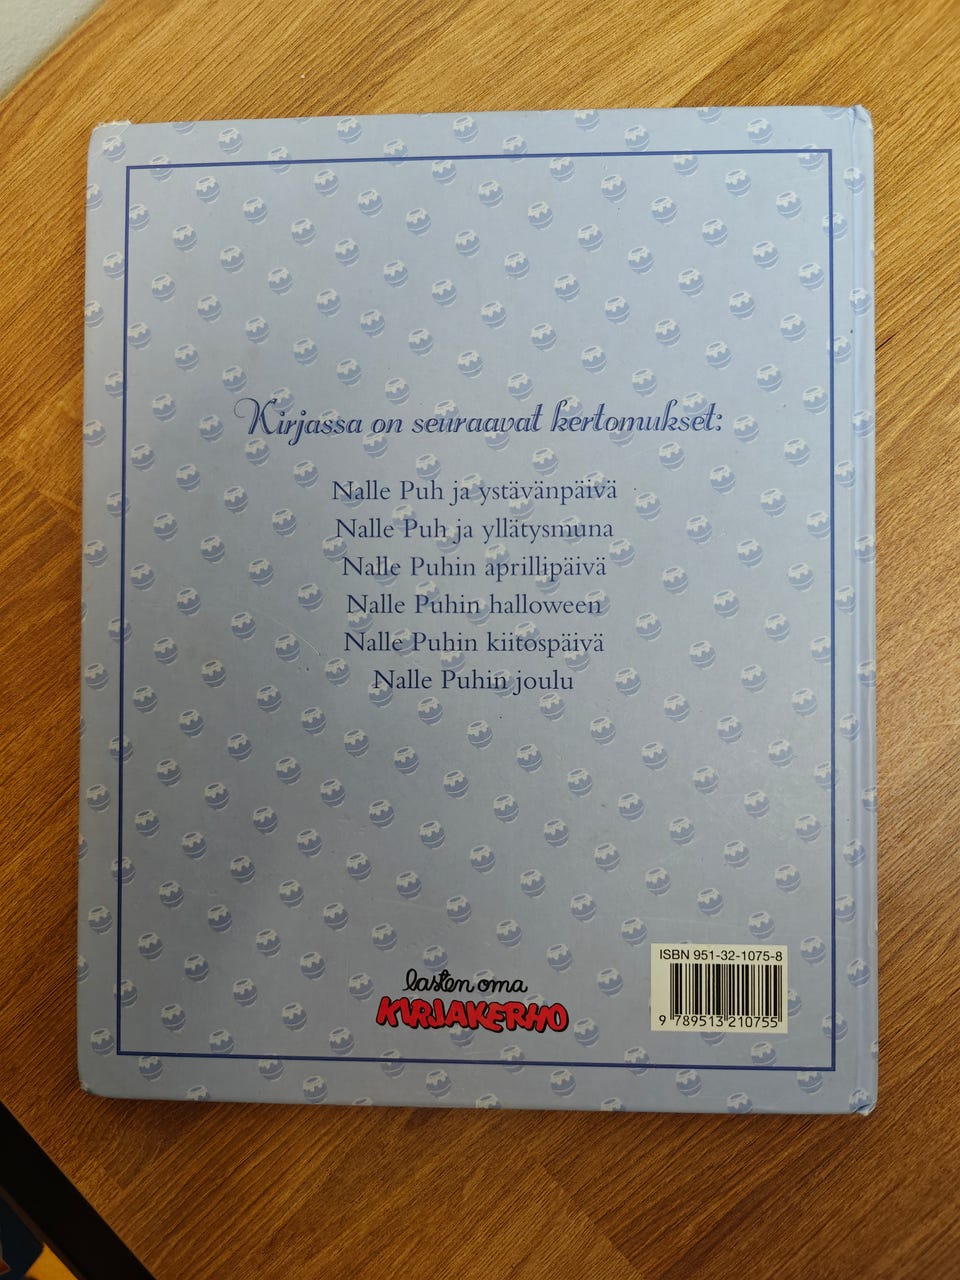 Kirjassa on seuraavat kertomukset:
Nalle Puh ja ystävänpäivä
Nalle Puh ja yllätysmuna
Nalle Puhin aprillipäivä
Nalle Puhin halloween
Nalle Puhin kiitospäivä
Nalle Puhin joulu
lasten oma
KIRJAKERHO
ISBN 951-32-1075-8
9 789513 210755